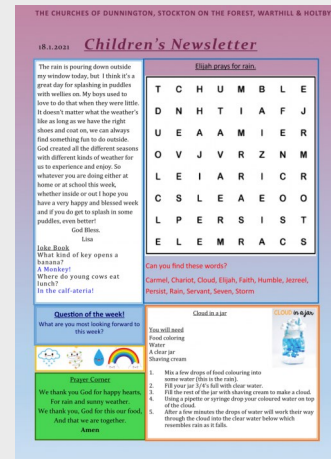 THE CHURCHES OF DUNNINGTON, STOCKTON ON THE FOREST, WARTHILL & HOLTBY
18.1.2021 Children's Newsletter
The rain is pouring down outside
my window today, but I think it's a
great day for splashing in puddles
with wellies on. My boys used to
love to do that when they were little.
It doesn't matter what the weather's
like as long as we have the right
shoes and coat on, we can always
find something fun to do outside.
God created all the different seasons
with different kinds of weather for
us to experience and enjoy. So
whatever you are doing either at
home or at school this week,
whether inside or out I hope you
have a very happy and blessed week
and if you do get to splash in some
puddles, even better!
God Bless.
Lisa
Joke Book
What kind of key opens a
banana?
A Monkey!
Where do young cows eat
lunch?
In the calf-ateria!
Elijah prays for rain.
T C H U M B L E
D N H T I A F J
U E A A M I E R
O V J V R Z N M
L E I A R I C R
C S L E A E O O
L P E R S I S T
E L E M R A C S
Can you find these words?
Carmel, Chariot, Cloud, Elijah, Faith, Humble, Jezreel,
Persist, Rain, Servant, Seven, Storm
Question of the week!
What are you most looking forward to
this week?
Prayer Corner
We thank you God for happy hearts,
For rain and sunny weather.
We thank you, God for this our food,
And that we are together.
Amen
Cloud in a jar
You will need
Food coloring
Water
A clear jar
Shaving cream
1. Mix a few drops of food colouring into
some water (this is the rain).
2. Fill your jar 3/4's full with clear water.
3. Fill the rest of the jar with shaving cream to make a cloud.
4. Using a pipette or syringe drop your coloured water on top
of the cloud.
5. After a few minutes the drops of water will work their way
through the cloud into the clear water below which
resembles rain as it falls.
CLOUD in a jar